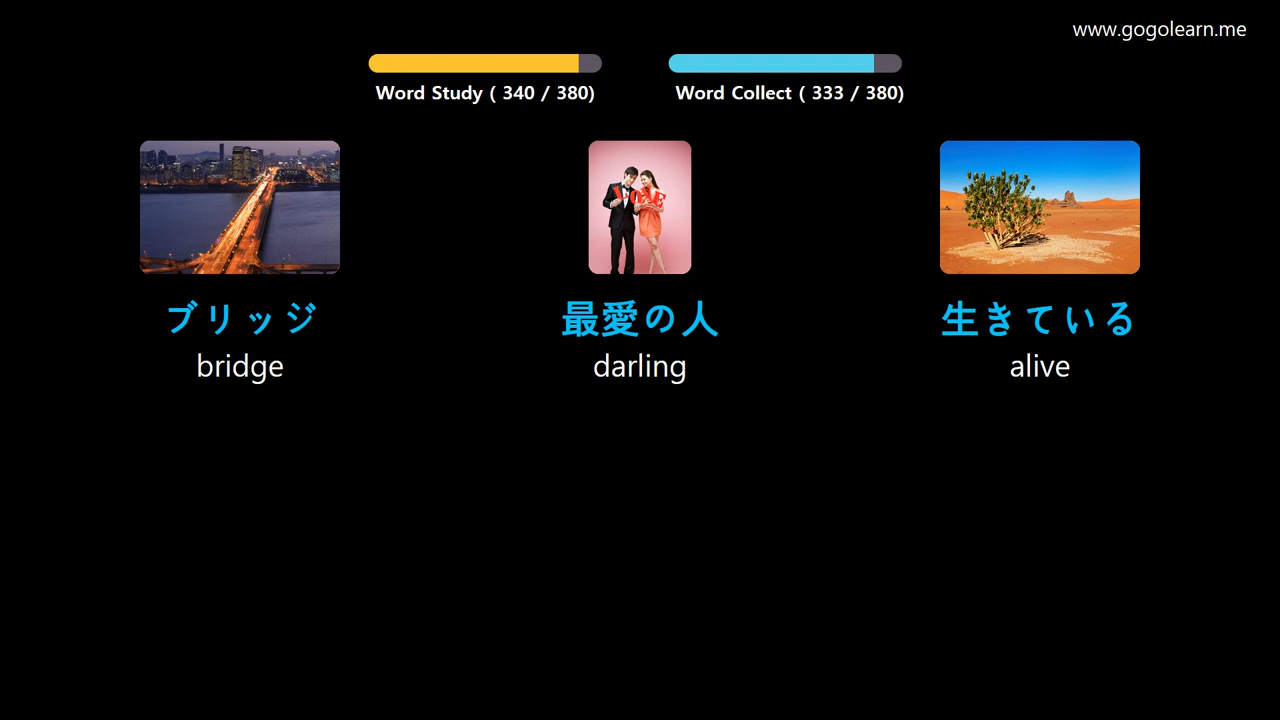 www.gogolearn.me
Word Study ( 340 / 380)
Word Collect ( 333 / 380)
LOVE
ブリッジ
最愛の人
生きている
bridge
darling
alive